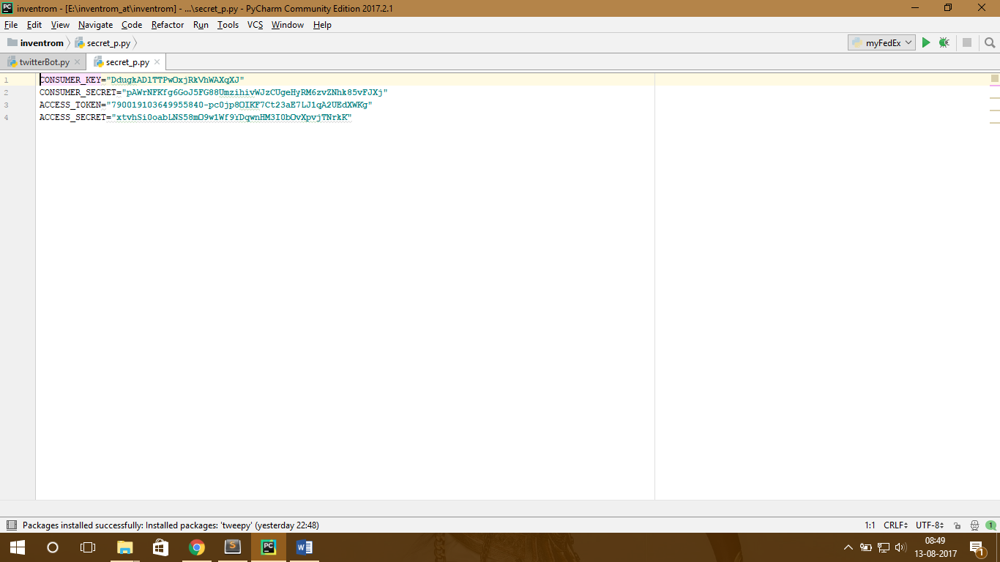 inventrom - [E:\inventrom_at\inventrom] - ...\secret_p.py - PyCharm Community Edition 2017.2.1
File Edit View Navigate Code Refactor Run Tools VCS Window Help
inventrom secret_p.py myFedEx
twitterBot.py secret_p.py
1 CONSUMER_KEY="DdugkADlTTPwOxjRkVhWAXqXJ"
2 CONSUMER_SECRET="pAWrNFKfg6GoJ5FG88UmzihivWJzCUgeHyRM6zvZNhk85vFJXj"
3 ACCESS_TOKEN="790019103649955840-pc0jp8OIKF7Ct23aE7LJ1qA2UEdXWKg"
4 ACCESS_SECRET="xtvhSi0oabLNS58mO9w1Wf9YDqwnHM3I0bOvXpvjTNrkK"
Packages installed successfully: Installed packages: 'tweepy' (yesterday 22:48) 1:1 CRLF UTF-8 1
08:49
13-08-2017 1